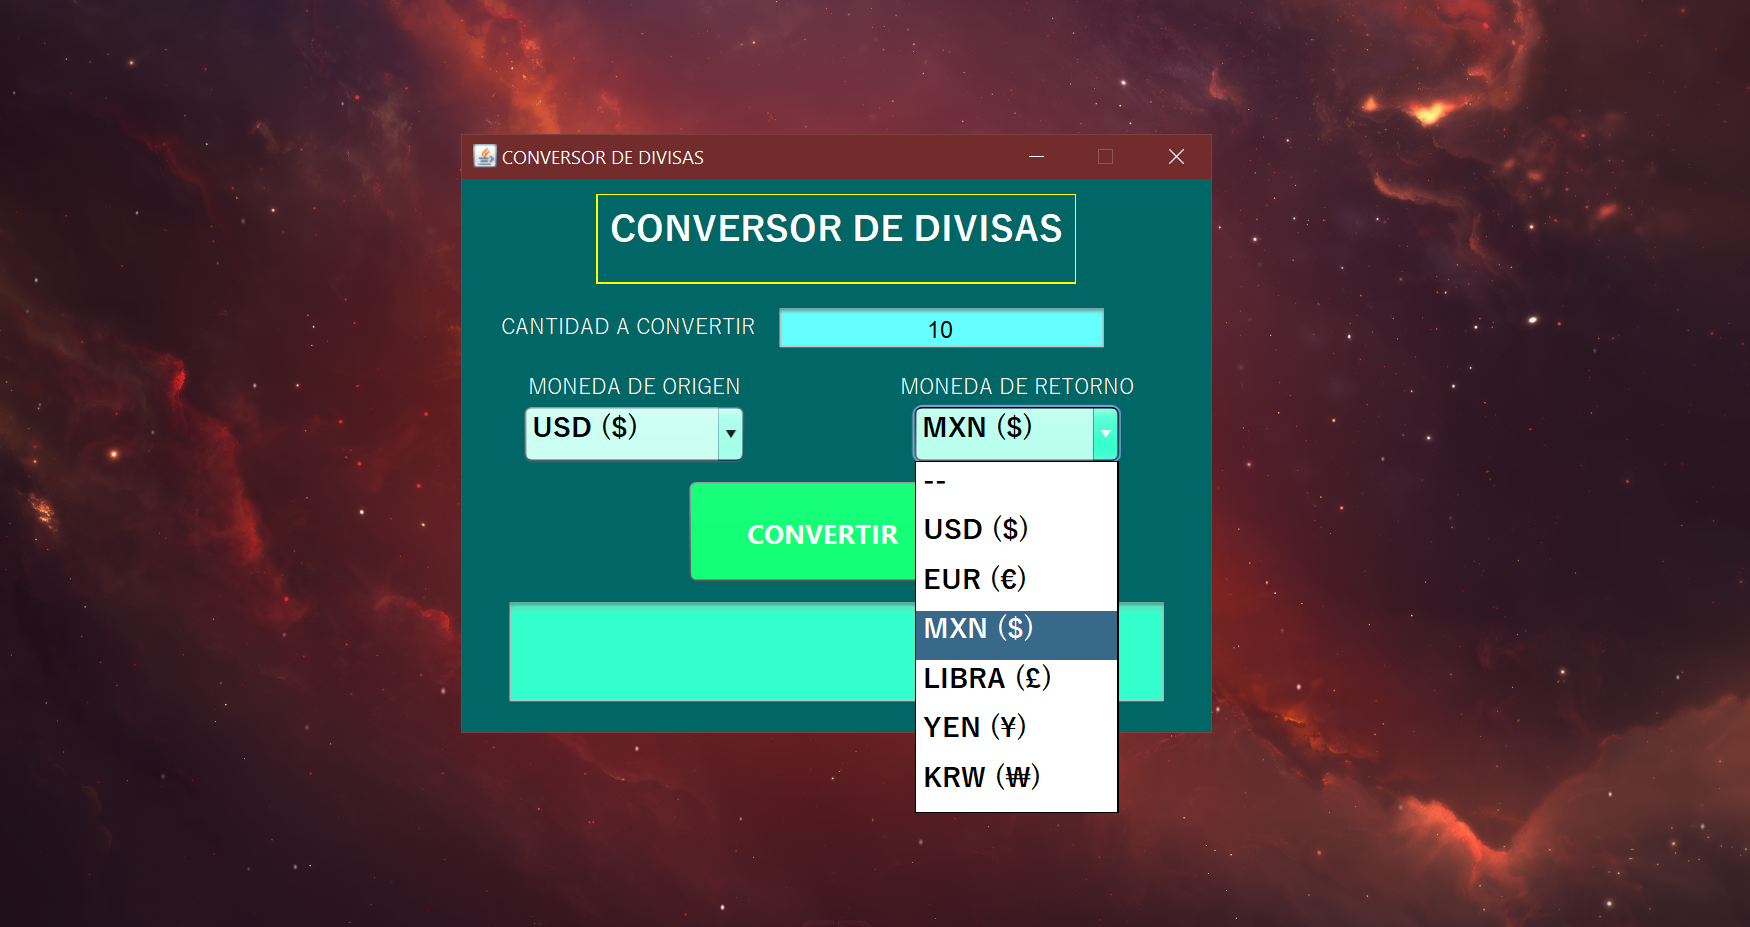 CONVERSOR DE DIVISAS
CONVERSOR DE DIVISAS
CANTIDAD A CONVERTIR
10
MONEDA DE ORIGEN
MONEDA DE RETORNO
USD ($)
MXN ($)
CONVERTIR
--
USD ($)
EUR (€)
MXN ($)
LIBRA (£)
YEN (¥)
KRW (₩)